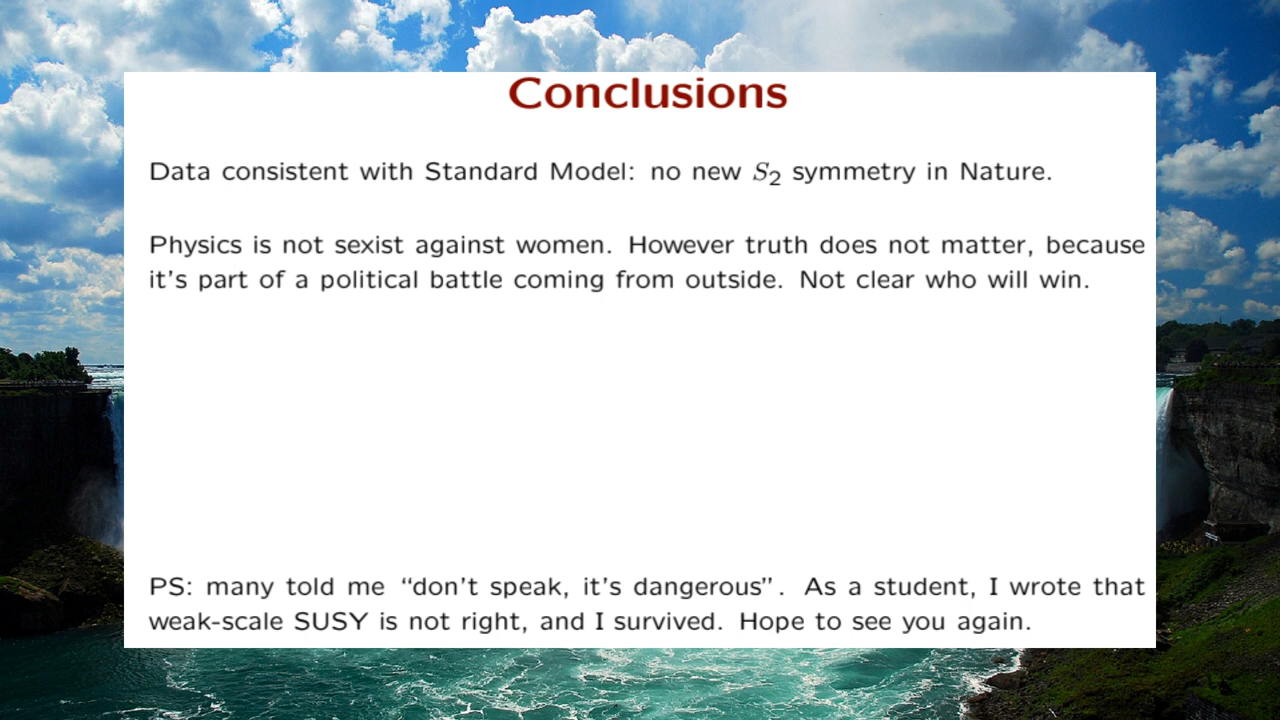 Conclusions
Data consistent with Standard Model: no new S₂ symmetry in Nature.
Physics is not sexist against women. However truth does not matter, because
it's part of a political battle coming from outside. Not clear who will win.
PS: many told me “don't speak, it's dangerous”. As a student, I wrote that
weak-scale SUSY is not right, and I survived. Hope to see you again.